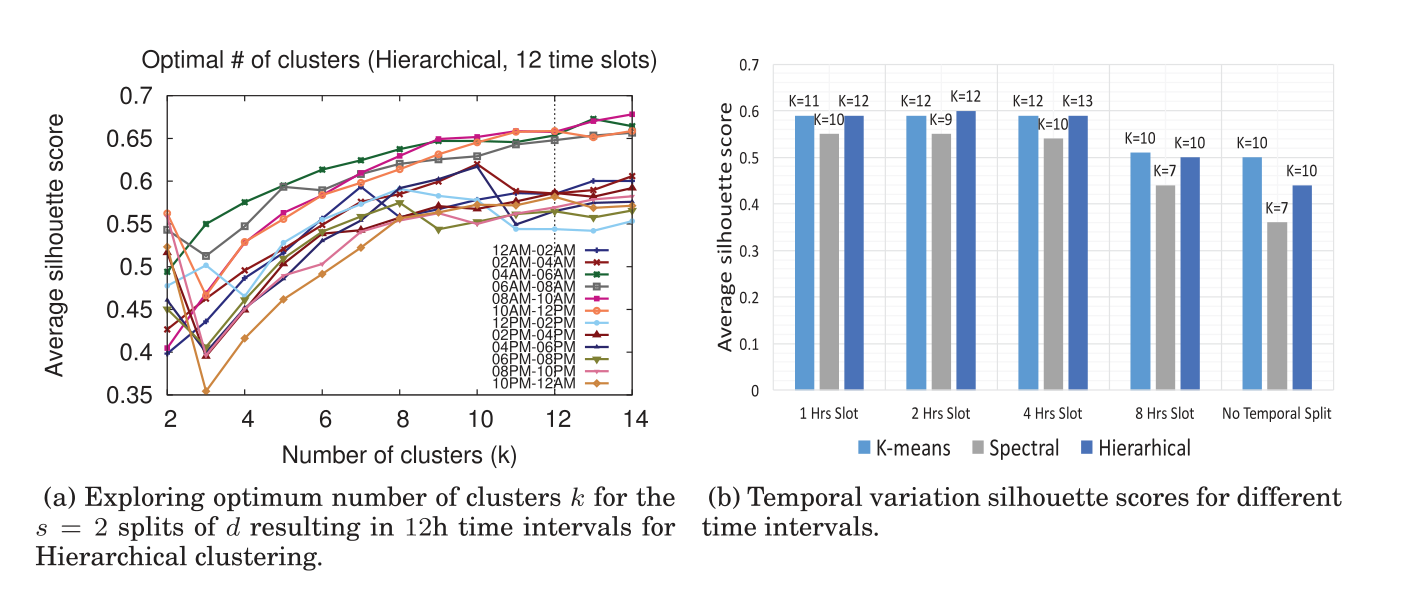 Optimal # of clusters (Hierarchical, 12 time slots)
Average silhouette score
0.7
0.65
0.6
0.55
0.5
0.45
0.4
0.35
12AM-02AM
02AM-04AM
04AM-06AM
06AM-08AM
08AM-10AM
10AM-12PM
12PM-02PM
02PM-04PM
04PM-06PM
06PM-08PM
08PM-10PM
10PM-12AM
2 4 6 8 10 12 14
Number of clusters (k)
(a) Exploring optimum number of clusters k for the
s = 2 splits of d resulting in 12h time intervals for
Hierarchical clustering.
Average silhouette score
0.7
0.6
0.5
0.4
0.3
0.2
0.1
0
K=11 K=10 K=12
K=12 K=9 K=12
K=12 K=10 K=13
K=10 K=7 K=10
K=10 K=7 K=10
1 Hrs Slot 2 Hrs Slot 4 Hrs Slot 8 Hrs Slot No Temporal Split
K-means Spectral Hierarhical
(b) Temporal variation silhouette scores for different
time intervals.